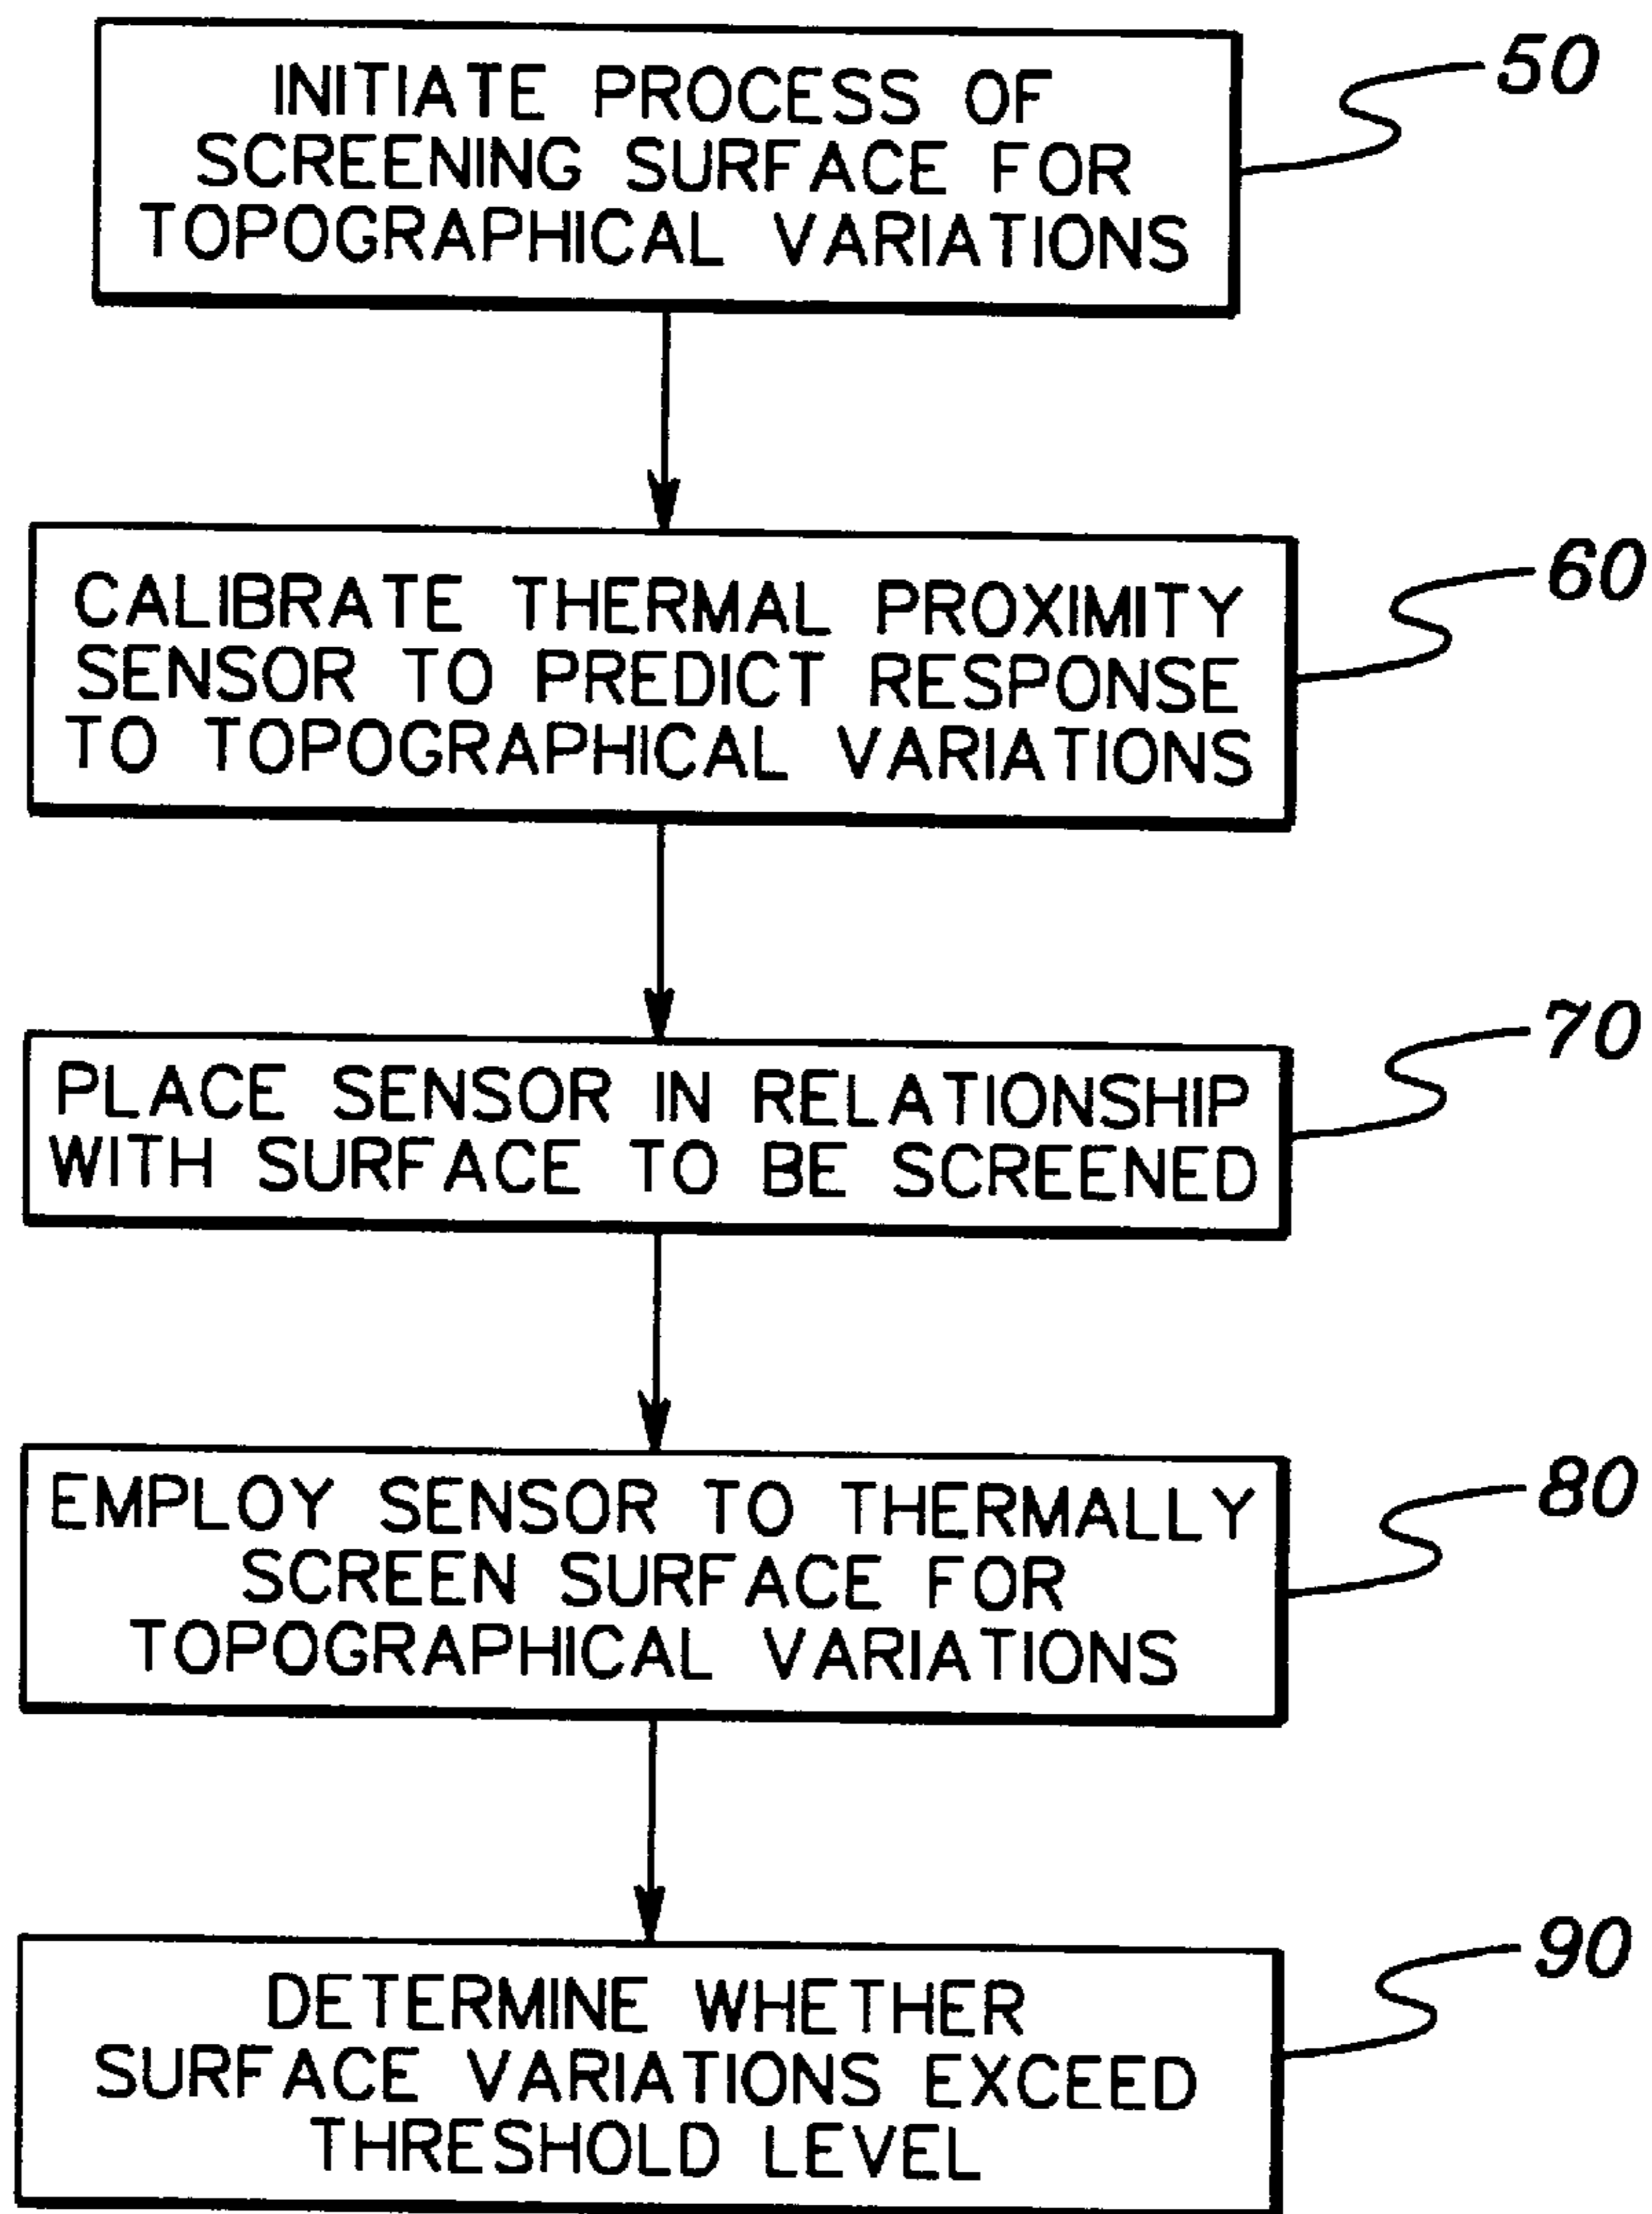 INITIATE PROCESS OF
SCREENING SURFACE FOR
TOPOGRAPHICAL VARIATIONS
50
CALIBRATE THERMAL PROXIMITY
SENSOR TO PREDICT RESPONSE
TO TOPOGRAPHICAL VARIATIONS
60
PLACE SENSOR IN RELATIONSHIP
WITH SURFACE TO BE SCREENED
70
EMPLOY SENSOR TO THERMALLY
SCREEN SURFACE FOR
TOPOGRAPHICAL VARIATIONS
80
DETERMINE WHETHER
SURFACE VARIATIONS EXCEED
THRESHOLD LEVEL
90